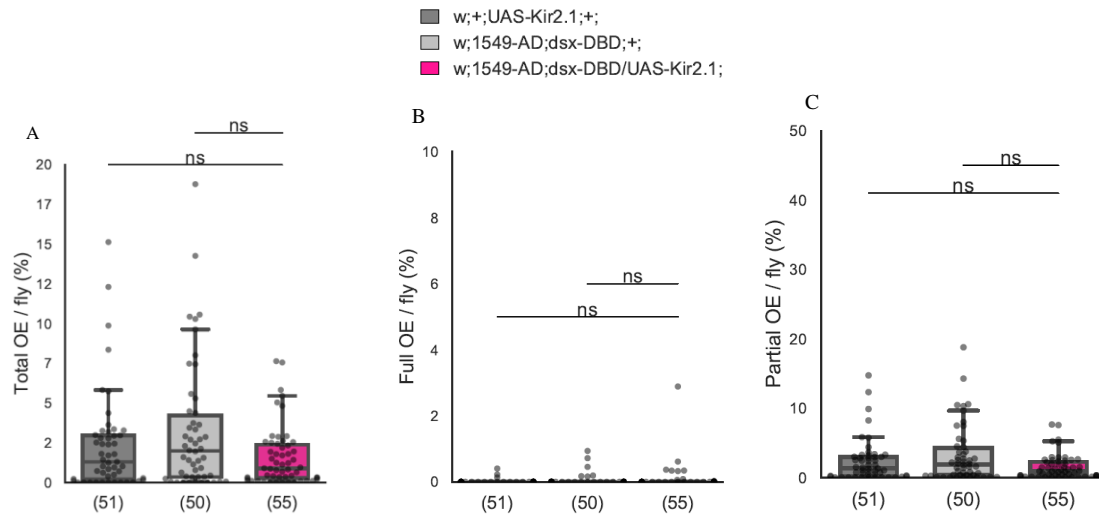 w;+;UAS-Kir2.1;+;
w;1549-AD;dsx-DBD;+;
w;1549-AD;dsx-DBD/UAS-Kir2.1;
A
ns
ns
20
17
15
12
10
7
5
2
0
Total OE / fly (%)
(51)
(50)
(55)
B
10
8
6
4
2
0
Full OE / fly (%)
ns
ns
(51)
(50)
(55)
C
50
40
30
20
10
0
Partial OE / fly (%)
ns
ns
(51)
(50)
(55)